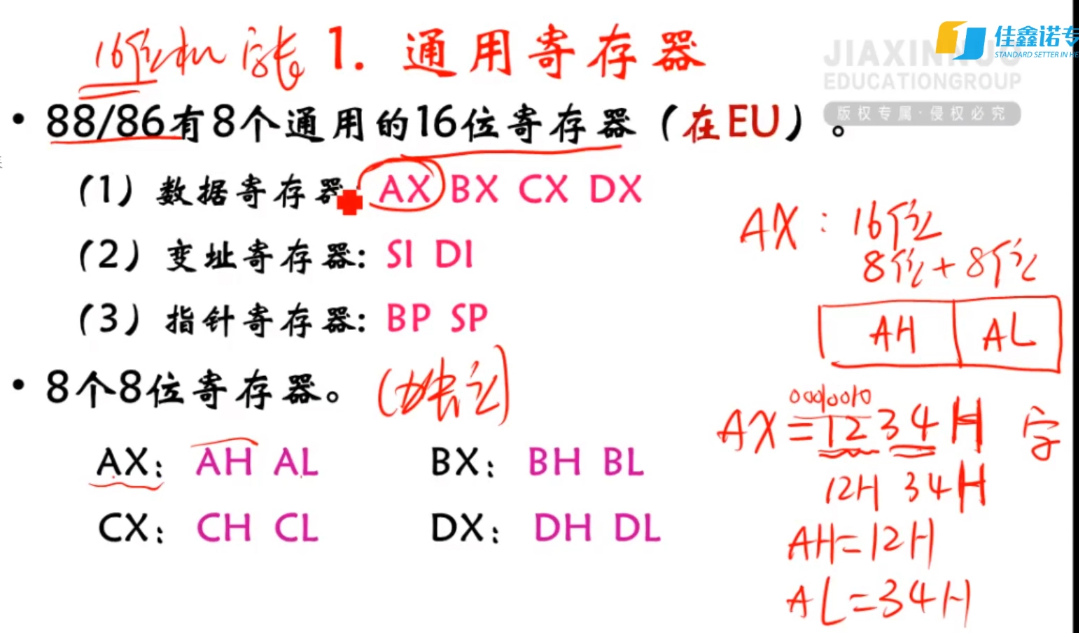 16位机 字长
1. 通用寄存器
佳鑫诺专
STANDARD SETTER IN HE
JIAXINNUO
EDUCATIONGROUP
版权专属·侵权必究
• 88/86有8个通用的16位寄存器（在EU）。
（1）数据寄存器: AX BX CX DX
（2）变址寄存器: SI DI
（3）指针寄存器: BP SP
• 8个8位寄存器。 (独立)
AX: AH AL BX: BH BL
CX: CH CL DX: DH DL
AX：16位
8位+8位
AH AL
00010010
AX=1234H 字
12H 34H
AH=12H
AL=34H